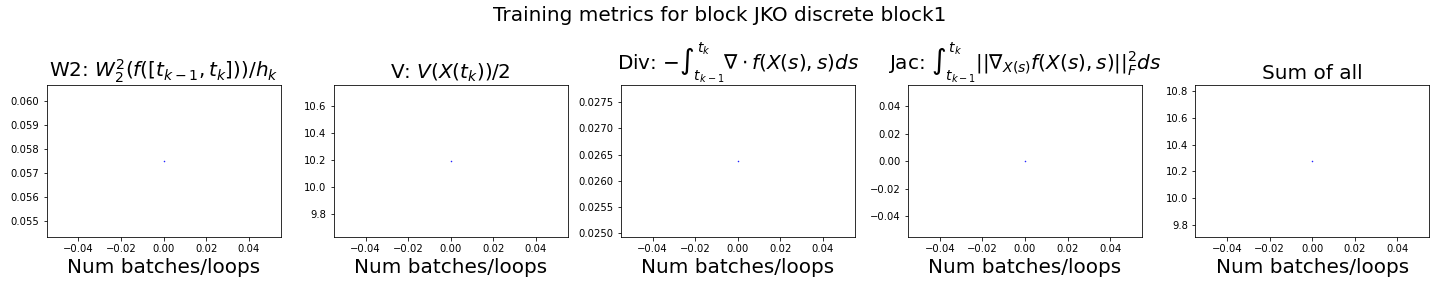 Training metrics for block JKO discrete block1
W2: $W_2^2(f([t_{k-1}, t_k]))/h_k$
V: $V(X(t_k))/2$
Div: $-\int_{t_{k-1}}^{t_k} \nabla \cdot f(X(s), s)ds$
Jac: $\int_{t_{k-1}}^{t_k} ||\nabla_{X(s)} f(X(s), s)||_F^2 ds$
Sum of all
0.060
0.059
0.058
0.057
0.056
0.055
−0.04 −0.02 0.00 0.02 0.04
Num batches/loops
10.6
10.4
10.2
10.0
9.8
−0.04 −0.02 0.00 0.02 0.04
Num batches/loops
0.0275
0.0270
0.0265
0.0260
0.0255
0.0250
−0.04 −0.02 0.00 0.02 0.04
Num batches/loops
0.04
0.02
0.00
−0.02
−0.04
−0.04 −0.02 0.00 0.02 0.04
Num batches/loops
10.8
10.6
10.4
10.2
10.0
9.8
−0.04 −0.02 0.00 0.02 0.04
Num batches/loops